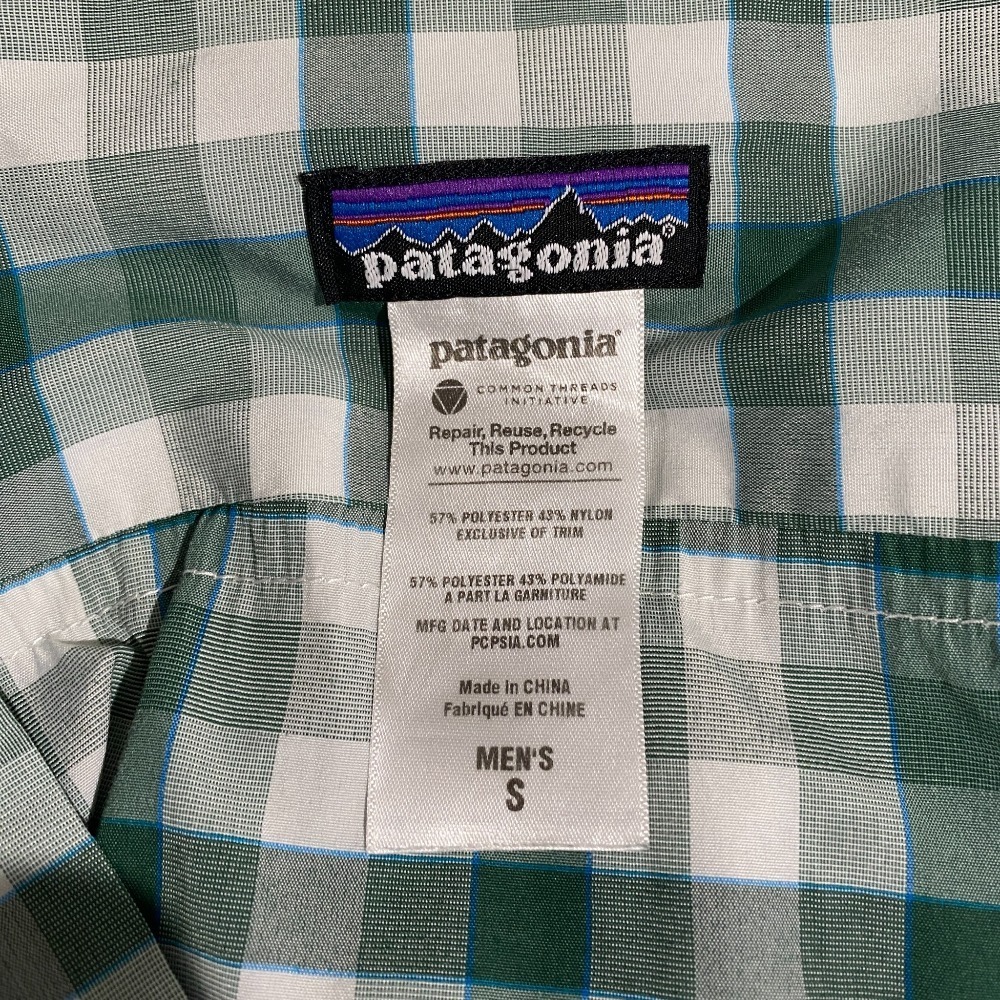 patagonia®
patagonia®
COMMON THREADS
INITIATIVE
Repair, Reuse, Recycle
This Product
www.patagonia.com
57% POLYESTER 43% NYLON
EXCLUSIVE OF TRIM
57% POLYESTER 43% POLYAMIDE
A PART LA GARNITURE
MFG DATE AND LOCATION AT
PCPSIA.COM
Made in CHINA
Fabriqué EN CHINE
MEN'S
S